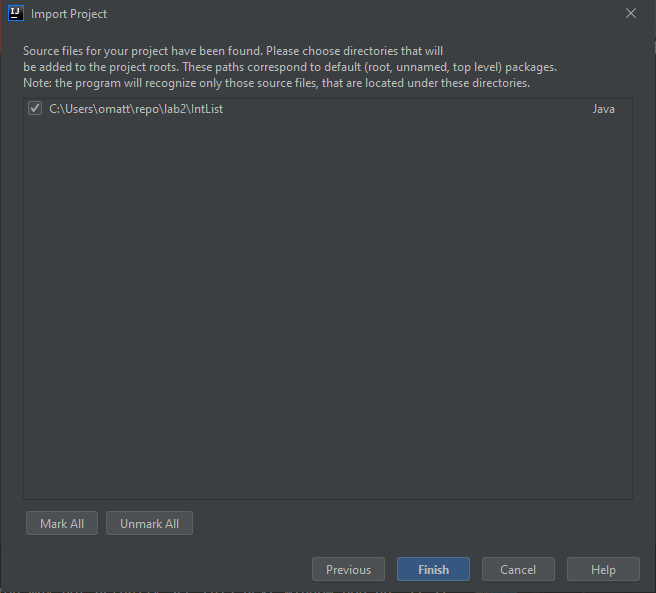 IJ Import Project
Source files for your project have been found. Please choose directories that will
be added to the project roots. These paths correspond to default (root, unnamed, top level) packages.
Note: the program will recognize only those source files, that are located under these directories.
C:\Users\omatt\repo\lab2\IntList Java
Mark All Unmark All
Previous Finish Cancel Help